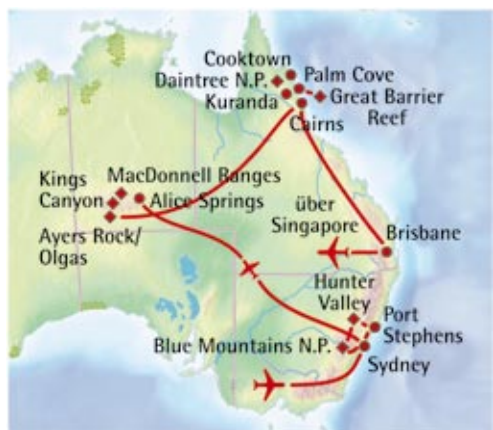 Cooktown
Daintree N.P.
Palm Cove
Kuranda
Great Barrier
Reef
Cairns
MacDonnell Ranges
Kings
Canyon
Alice Springs
Ayers Rock/
Olgas
über
Singapore
Brisbane
Hunter
Valley
Port
Stephens
Blue Mountains N.P.
Sydney